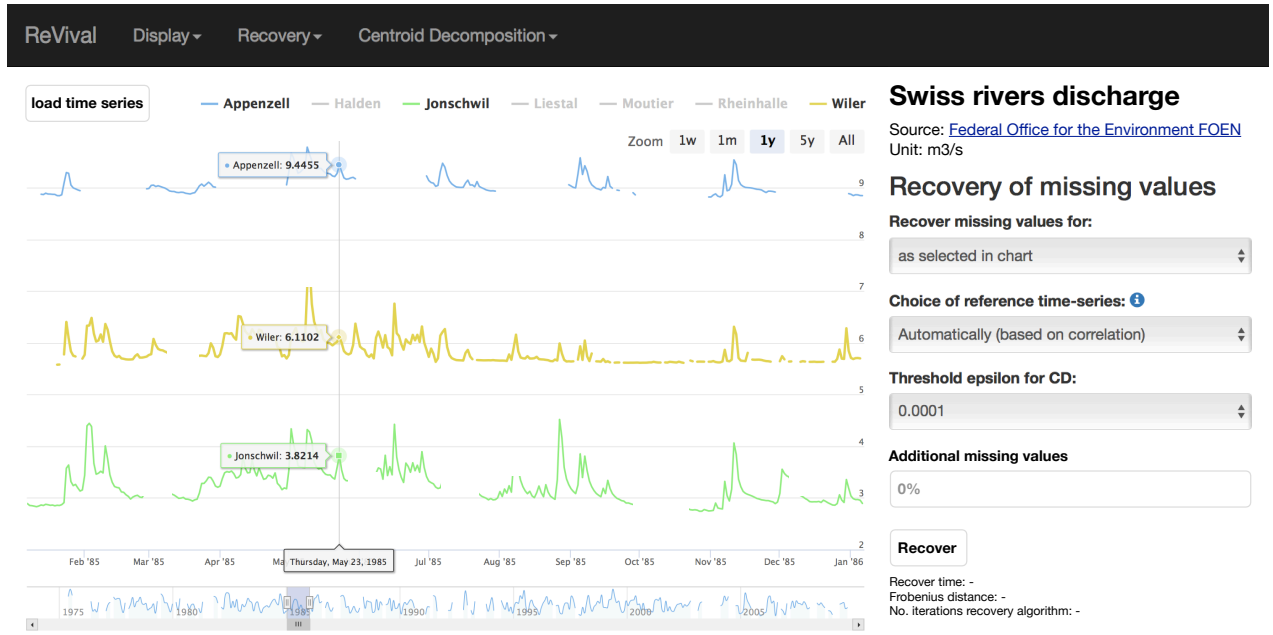 ReVival Display Recovery Centroid Decomposition
load time series
Appenzell Halden Jonschwil Liestal Moutier Rheinhalle Wiler
Zoom 1w 1m 1y 5y All
Appenzell: 9.4455
9
8
7
Wiler: 6.1102
6
5
4
Jonschwil: 3.8214
3
2
Feb '85 Mar '85 Apr '85 Ma Thursday, May 23, 1985 Jul '85 Aug '85 Sep '85 Oct '85 Nov '85 Dec '85 Jan '86
1975 1980 1985 1990 1995 2000 2005
Swiss rivers discharge
Source: Federal Office for the Environment FOEN
Unit: m3/s
Recovery of missing values
Recover missing values for:
as selected in chart
Choice of reference time-series: i
Automatically (based on correlation)
Threshold epsilon for CD:
0.0001
Additional missing values
0%
Recover
Recover time: -
Frobenius distance: -
No. iterations recovery algorithm: -